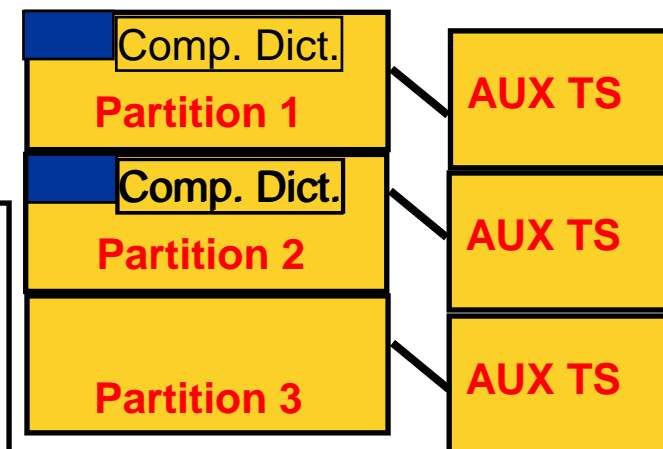 Comp. Dict.
Partition 1
AUX TS
Comp. Dict.
Partition 2
AUX TS
Partition 3
AUX TS